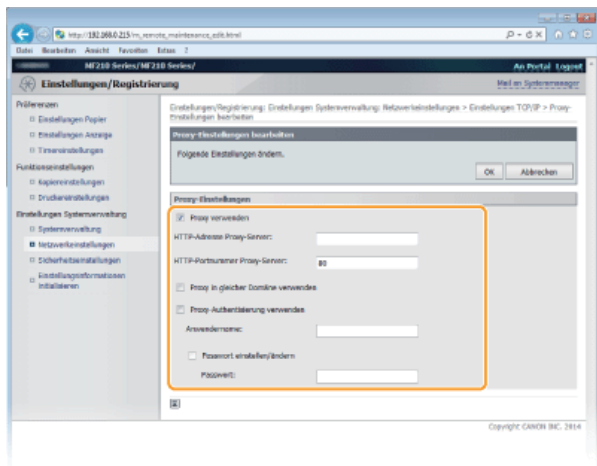 http://192.168.0.215/m_remote_maintenance_edit.html
Datei Bearbeiten Ansicht Favoriten Extras ?
MF210 Series/MF210 Series/
An Portal Logout
Einstellungen/Registrierung
Mail an Systemmanager
Präferenzen
Einstellungen Papier
Einstellungen Anzeige
Timereinstellungen
Funktionseinstellungen
Kopiereinstellungen
Druckereinstellungen
Einstellungen Systemverwaltung
Systemverwaltung
Netzwerkeinstellungen
Sicherheitseinstellungen
Einstellungsinformationen
initialisieren
Einstellungen/Registrierung: Einstellungen Systemverwaltung: Netzwerkeinstellungen > Einstellungen TCP/IP > Proxy-
Einstellungen bearbeiten
Proxy-Einstellungen bearbeiten
Folgende Einstellungen ändern.
OK Abbrechen
Proxy-Einstellungen
Proxy verwenden
HTTP-Adresse Proxy-Server:
HTTP-Portnummer Proxy-Server: 80
Proxy in gleicher Domäne verwenden
Proxy-Authentisierung verwenden
Anwendername:
Passwort einstellen/ändern
Passwort:
Copyright CANON INC. 2014